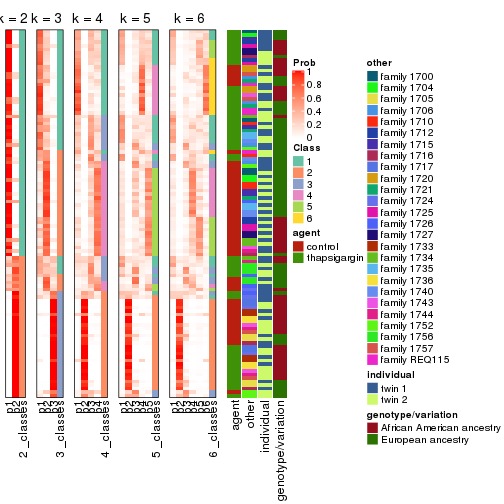 k = 2 k = 3 k = 4 k = 5 k = 6
p1
p2
2_classes
p1
p2
p3
3_classes
p1
p2
p3
p4
4_classes
p1
p2
p3
p4
p5
5_classes
p1
p2
p3
p4
p5
p6
6_classes
agent
other
individual
genotype/variation
Prob
1
0.8
0.6
0.4
0.2
0
Class
1
2
3
4
5
6
agent
control
thapsigargin
other
family 1700
family 1704
family 1705
family 1706
family 1710
family 1712
family 1715
family 1716
family 1717
family 1720
family 1721
family 1724
family 1725
family 1726
family 1727
family 1733
family 1734
family 1735
family 1736
family 1740
family 1743
family 1744
family 1752
family 1756
family 1757
family REQ115
individual
twin 1
twin 2
genotype/variation
African American ancestry
European ancestry